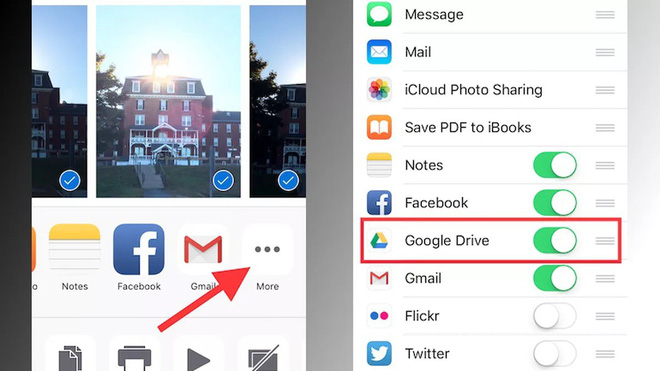 Notes
Facebook
Gmail
More
Message
Mail
iCloud Photo Sharing
Save PDF to iBooks
Notes
Facebook
Google Drive
Gmail
Flickr
Twitter